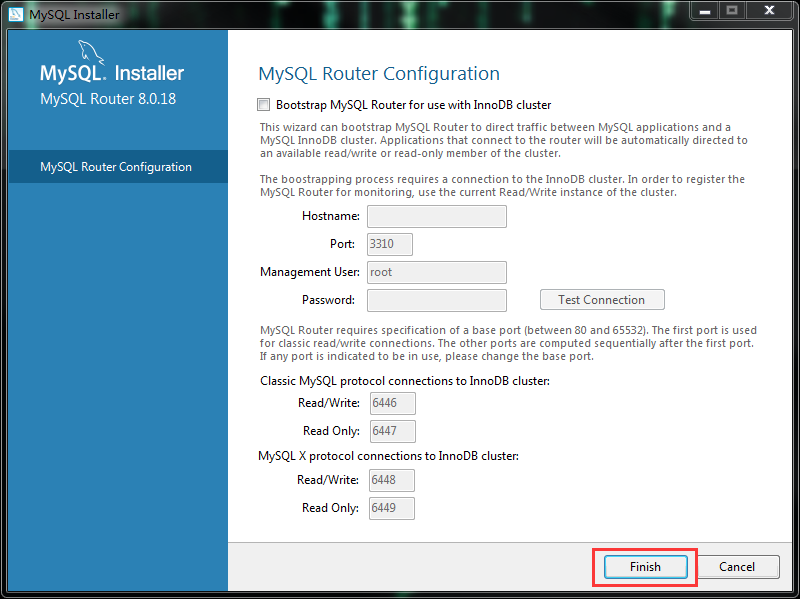 MySQL Installer
MySQL. Installer
MySQL Router 8.0.18
MySQL Router Configuration
MySQL Router Configuration
Bootstrap MySQL Router for use with InnoDB cluster
This wizard can bootstrap MySQL Router to direct traffic between MySQL applications and a
MySQL InnoDB cluster. Applications that connect to the router will be automatically directed to
an available read/write or read-only member of the cluster.
The boostrapping process requires a connection to the InnoDB cluster. In order to register the
MySQL Router for monitoring, use the current Read/Write instance of the cluster.
Hostname:
Port: 3310
Management User: root
Password: Test Connection
MySQL Router requires specification of a base port (between 80 and 65532). The first port is used
for classic read/write connections. The other ports are computed sequentially after the first port.
If any port is indicated to be in use, please change the base port.
Classic MySQL protocol connections to InnoDB cluster:
Read/Write: 6446
Read Only: 6447
MySQL X protocol connections to InnoDB cluster:
Read/Write: 6448
Read Only: 6449
Finish Cancel